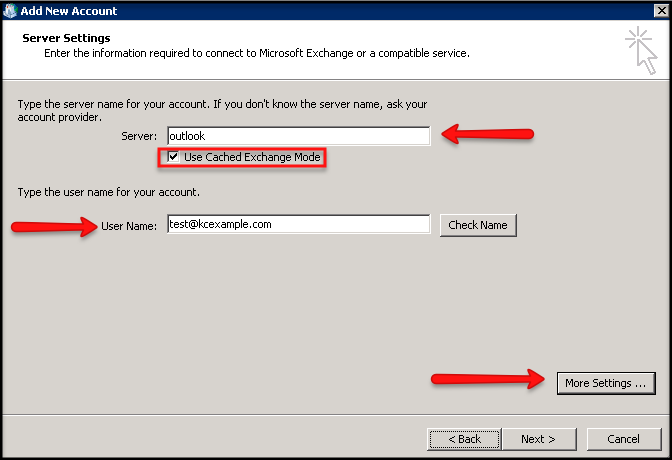 Add New Account
Server Settings
Enter the information required to connect to Microsoft Exchange or a compatible service.
Type the server name for your account. If you don't know the server name, ask your
account provider.
Server: outlook
Use Cached Exchange Mode
Type the user name for your account.
User Name: test@kcexample.com Check Name
More Settings ...
< Back Next > Cancel